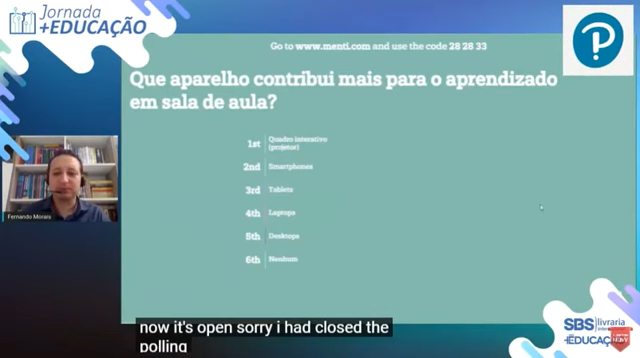 Jornada
+EDUCAÇÃO
Go to www.menti.com and use the code 28 28 33
Que aparelho contribui mais para o aprendizado
em sala de aula?
1st Quadro interativo
(projetor)
2nd Smartphones
3rd Tablets
4th Laptops
5th Desktops
6th Nenhum
Fernando Morais
now it's open sorry i had closed the
polling
SBS livraria
+EDUCAÇ